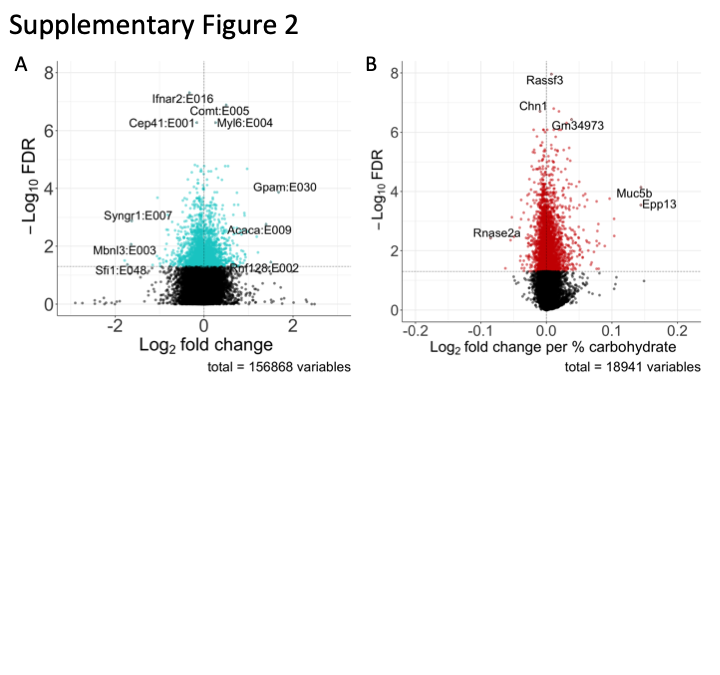 Supplementary Figure 2
A
− Log10 FDR
8
6
4
2
0
Ifnar2:E016
Comt:E005
Cep41:E001
Myl6:E004
Gpam:E030
Syngr1:E007
Acaca:E009
Mbnl3:E003
Sfi1:E048
Rnf128:E002
-2
0
2
Log2 fold change
total = 156868 variables
B
− Log10 FDR
8
6
4
2
0
Rassf3
Chn1
Gm34973
Muc5b
Epp13
Rnase2a
-0.2
-0.1
0.0
0.1
0.2
Log2 fold change per % carbohydrate
total = 18941 variables